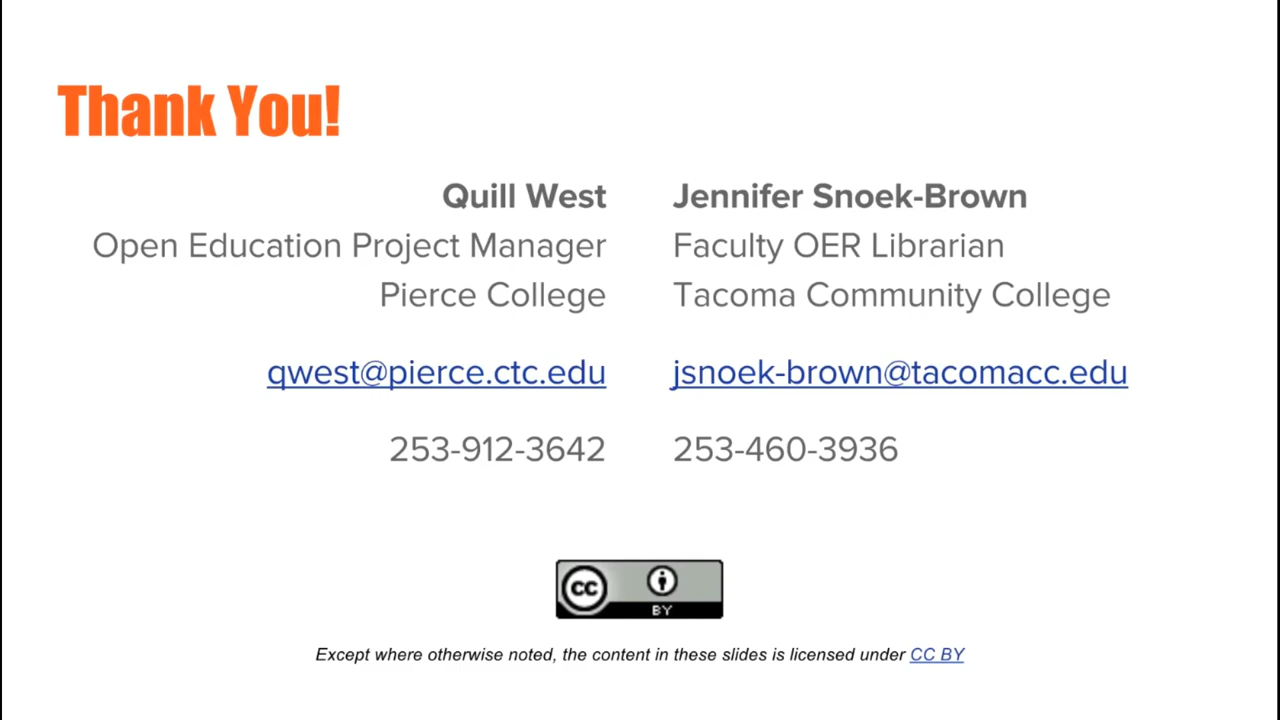 Thank You!
Quill West
Open Education Project Manager
Pierce College
qwest@pierce.ctc.edu
253-912-3642
Jennifer Snoek-Brown
Faculty OER Librarian
Tacoma Community College
jsnoek-brown@tacomacc.edu
253-460-3936
CC
BY
Except where otherwise noted, the content in these slides is licensed under CC BY